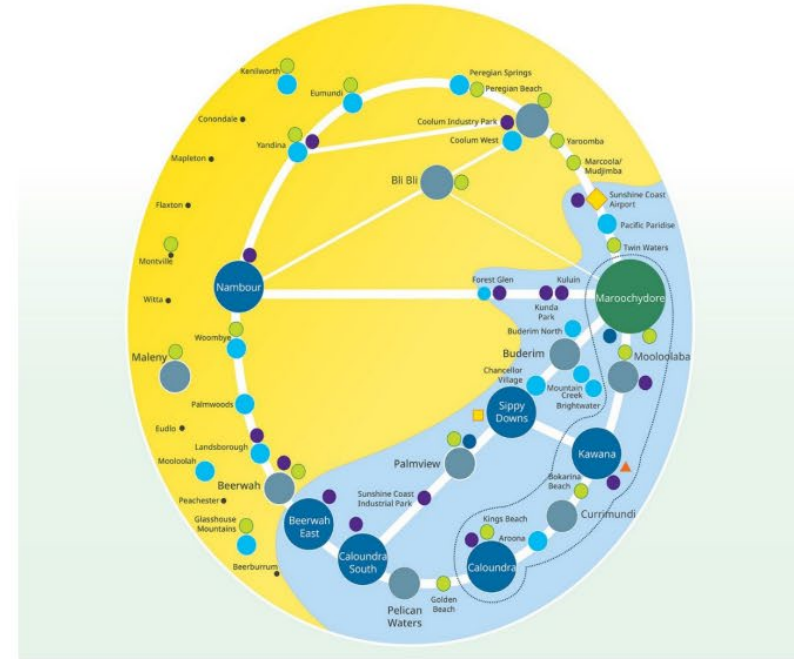 Kenilworth
Eumundi
Peregian Springs
Peregian Beach
Conondale
Yandina
Coolum Industry Park
Coolum West
Yaroomba
Mapleton
Marcoola/
Mudjimba
Bli Bli
Flaxton
Sunshine Coast
Airport
Pacific Paridise
Twin Waters
Montville
Nambour
Forest Glen
Kuluin
Kunda
Park
Maroochydore
Witta
Woombye
Buderim North
Buderim
Mooloolaba
Maleny
Chancellor
Village
Mountain
Creek
Brightwater
Palmwoods
Sippy
Downs
Eudlo
Landsborough
Mooloolah
Palmview
Kawana
Beerwah
Bokarina
Beach
Peachester
Sunshine Coast
Industrial Park
Currimundi
Glasshouse
Mountains
Beerwah
East
Kings Beach
Aroona
Caloundra
South
Caloundra
Beerburrum
Golden
Beach
Pelican
Waters